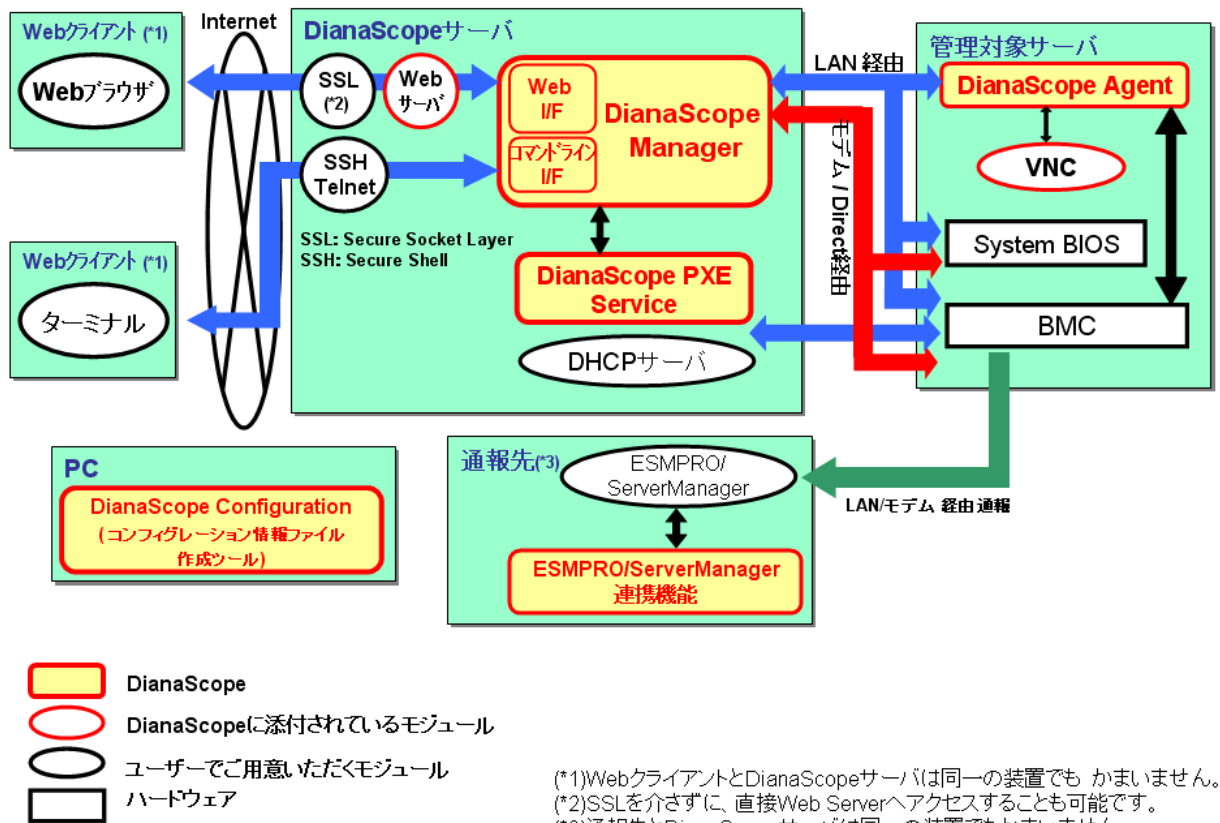 Webクライアント (*1)
Webブラウザ
Internet
DianaScopeサーバ
SSL
(*2)
Web
サーバ
Web
I/F
コマンドライン
I/F
DianaScope
Manager
SSH
Telnet
SSL: Secure Socket Layer
SSH: Secure Shell
DianaScope PXE
Service
DHCPサーバ
LAN 経由
モデム / Direct経由
管理対象サーバ
DianaScope Agent
VNC
System BIOS
BMC
Webクライアント (*1)
ターミナル
PC
DianaScope Configuration
(コンフィグレーション情報ファイル
作成ツール)
通報先(*3)
ESMPRO/
ServerManager
ESMPRO/ServerManager
連携機能
LAN/モデム 経由通報
DianaScope
DianaScopeに添付されているモジュール
ユーザーでご用意いただくモジュール
ハードウェア
(*1)WebクライアントとDianaScopeサーバは同一の装置でも かまいません。
(*2)SSLを介さずに、直接Web Serverへアクセスすることも可能です。